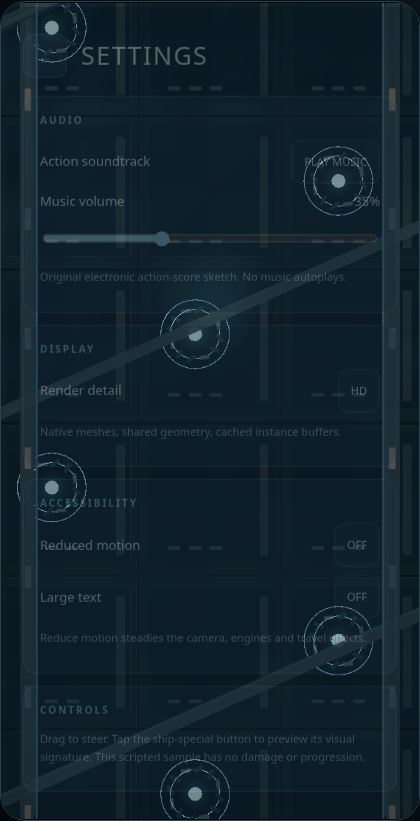 SETTINGS
AUDIO
Action soundtrack
PLAY MUSIC
Music volume
35%
Original electronic action-score sketch. No music autoplays.
DISPLAY
Render detail
HD
Native meshes, shared geometry, cached instance buffers.
ACCESSIBILITY
Reduced motion
OFF
Large text
OFF
Reduce motion steadies the camera, engines and travel effects.
CONTROLS
Drag to steer. Tap the ship-special button to preview its visual
signature. This scripted sample has no damage or progression.